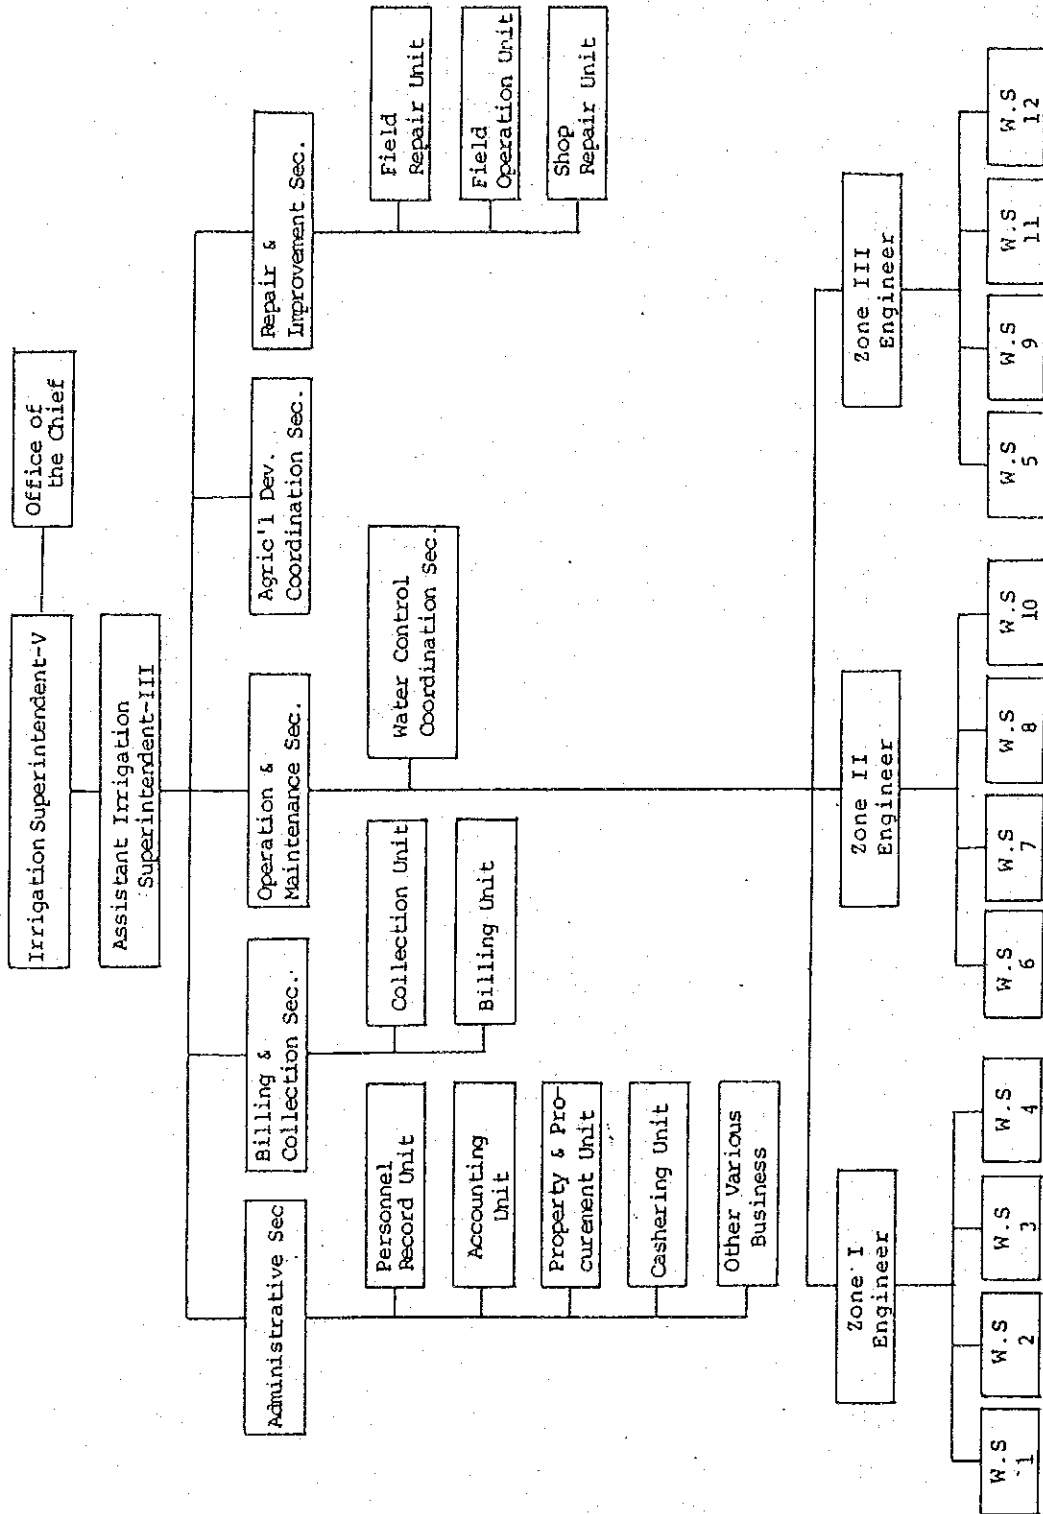 Irrigation Superintendent-V
Office of
the Chief
Assistant Irrigation
Superintendent-III
Administrative Sec
Billing &
Collection Sec.
Operation &
Maintenance Sec.
Agric'l Dev.
Coordination Sec.
Repair &
Improvement Sec.
Personnel
Record Unit
Accounting
Unit
Property & Pro-
curement Unit
Cashering Unit
Other Various
Business
Collection Unit
Billing Unit
Water Control
Coordination Sec.
Field
Repair Unit
Field
Operation Unit
Shop
Repair Unit
Zone I
Engineer
Zone II
Engineer
Zone III
Engineer
W.S
1
W.S
2
W.S
3
W.S
4
W.S
6
W.S
7
W.S
8
W.S
10
W.S
5
W.S
9
W.S
11
W.S
12